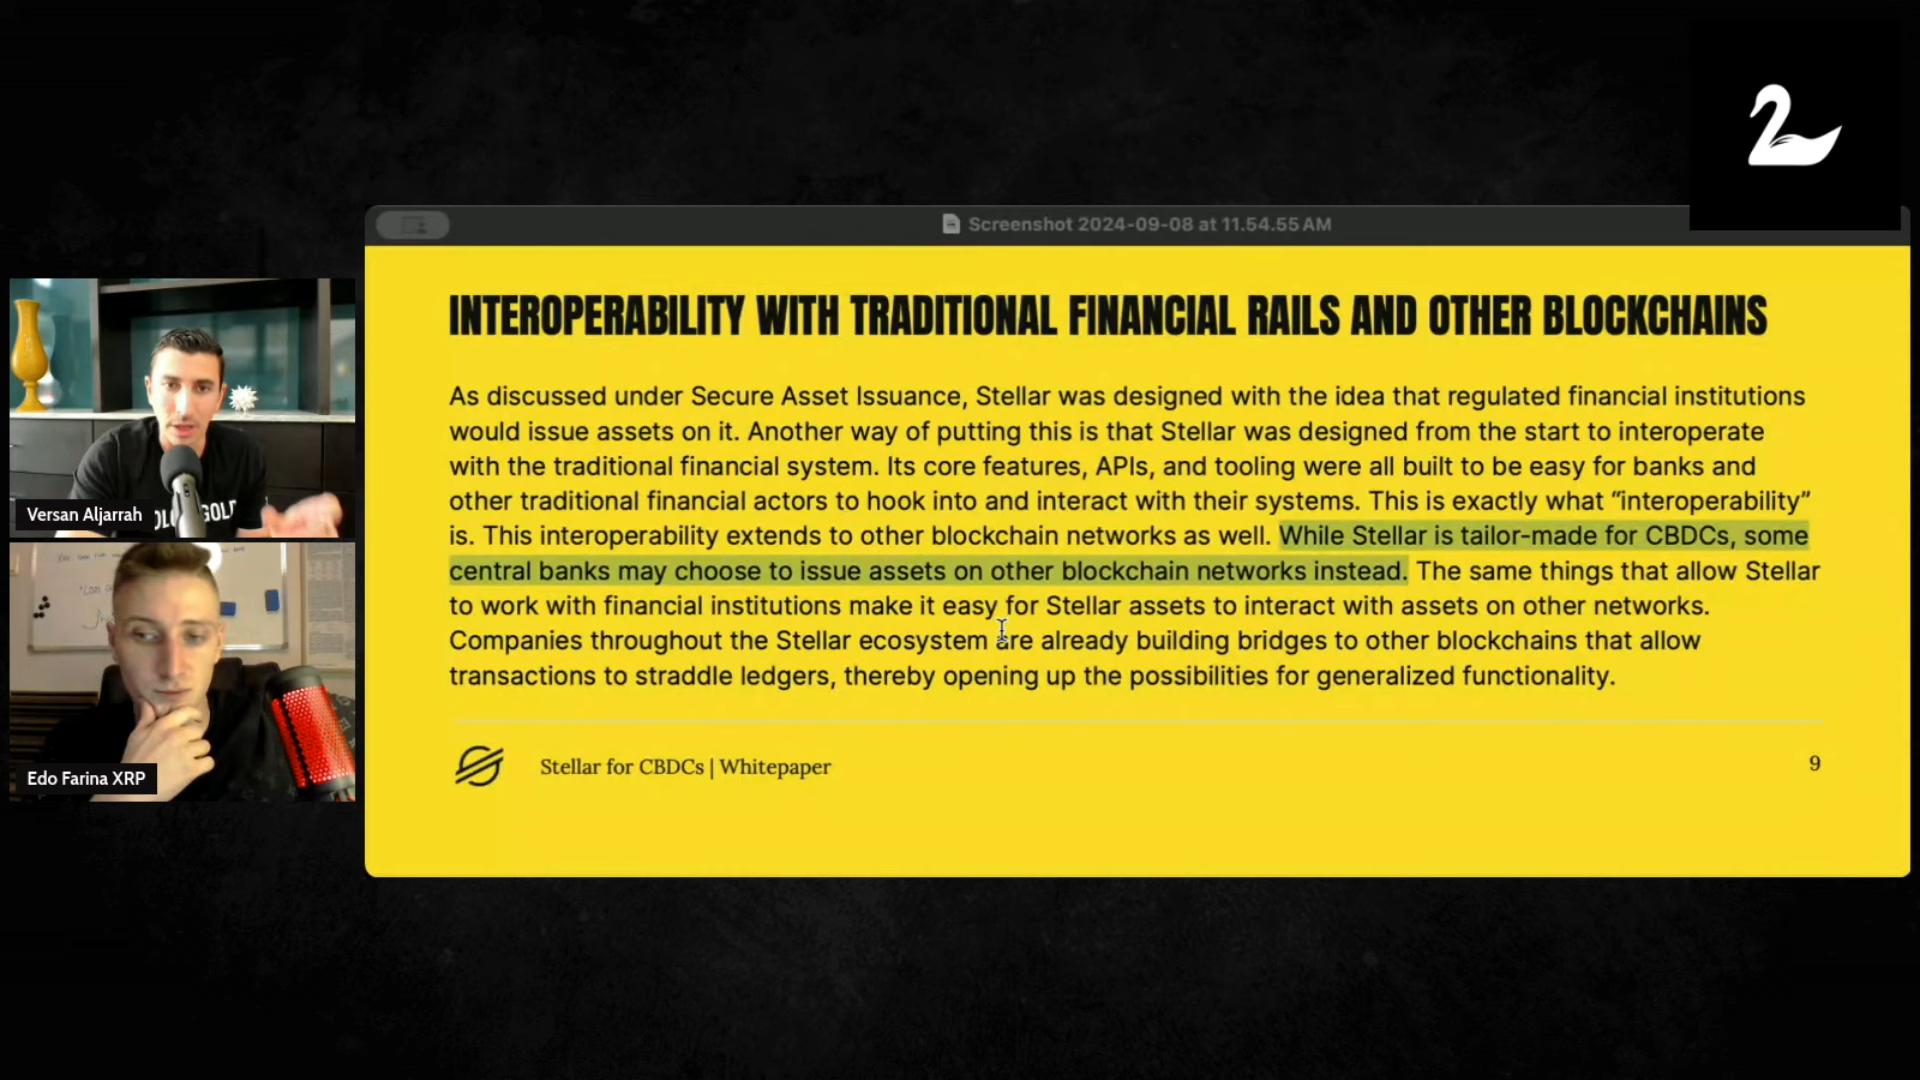 Screenshot 2024-09-08 at 11.54.55 AM
INTEROPERABILITY WITH TRADITIONAL FINANCIAL RAILS AND OTHER BLOCKCHAINS
As discussed under Secure Asset Issuance, Stellar was designed with the idea that regulated financial institutions
would issue assets on it. Another way of putting this is that Stellar was designed from the start to interoperate
with the traditional financial system. Its core features, APIs, and tooling were all built to be easy for banks and
other traditional financial actors to hook into and interact with their systems. This is exactly what “interoperability”
is. This interoperability extends to other blockchain networks as well. While Stellar is tailor-made for CBDCs, some
central banks may choose to issue assets on other blockchain networks instead. The same things that allow Stellar
to work with financial institutions make it easy for Stellar assets to interact with assets on other networks.
Companies throughout the Stellar ecosystem are already building bridges to other blockchains that allow
transactions to straddle ledgers, thereby opening up the possibilities for generalized functionality.
Stellar for CBDCs | Whitepaper
9
Versan Aljarrah
GOLD
Edo Farina XRP